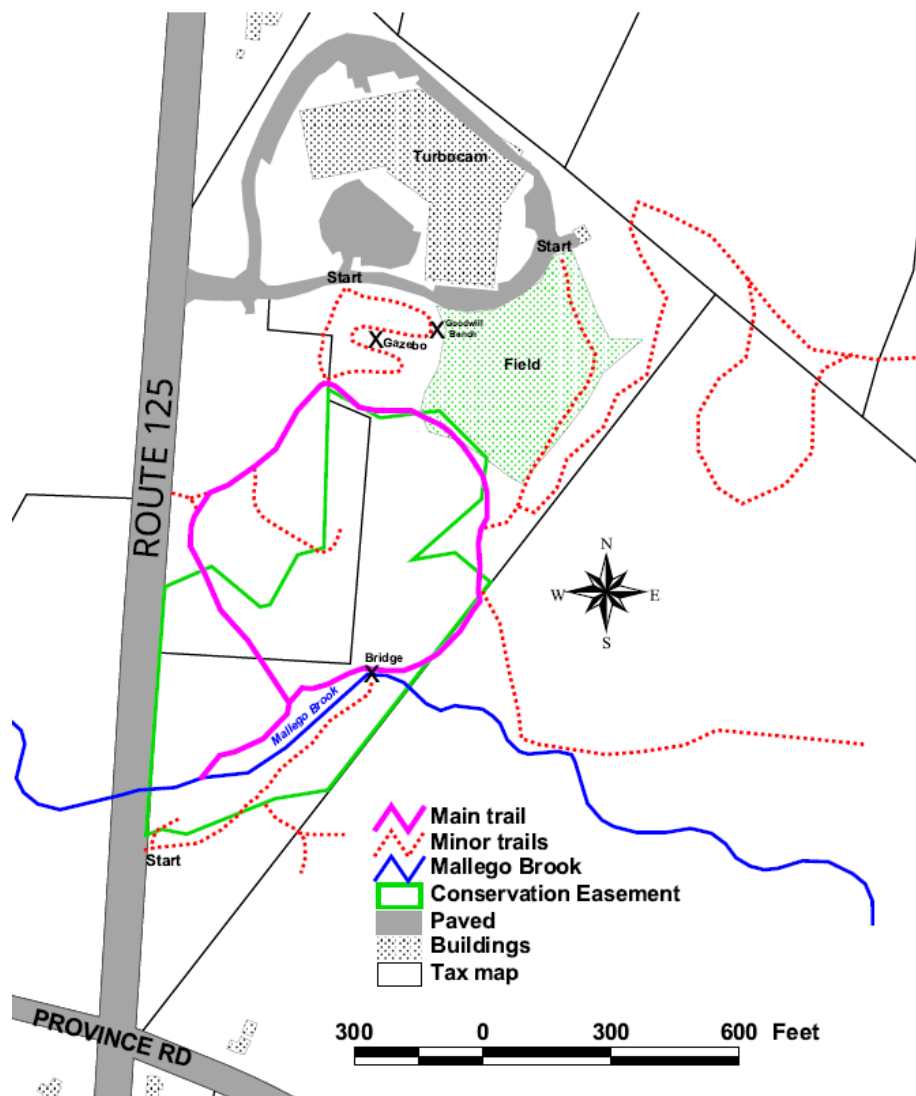 Turbocam
Start
Start
Goodwill
Bench
Gazebo
Field
ROUTE 125
N
W
E
S
Bridge
Mallego Brook
Start
Main trail
Minor trails
Mallego Brook
Conservation Easement
Paved
Buildings
Tax map
PROVINCE RD
300 0 300 600 Feet